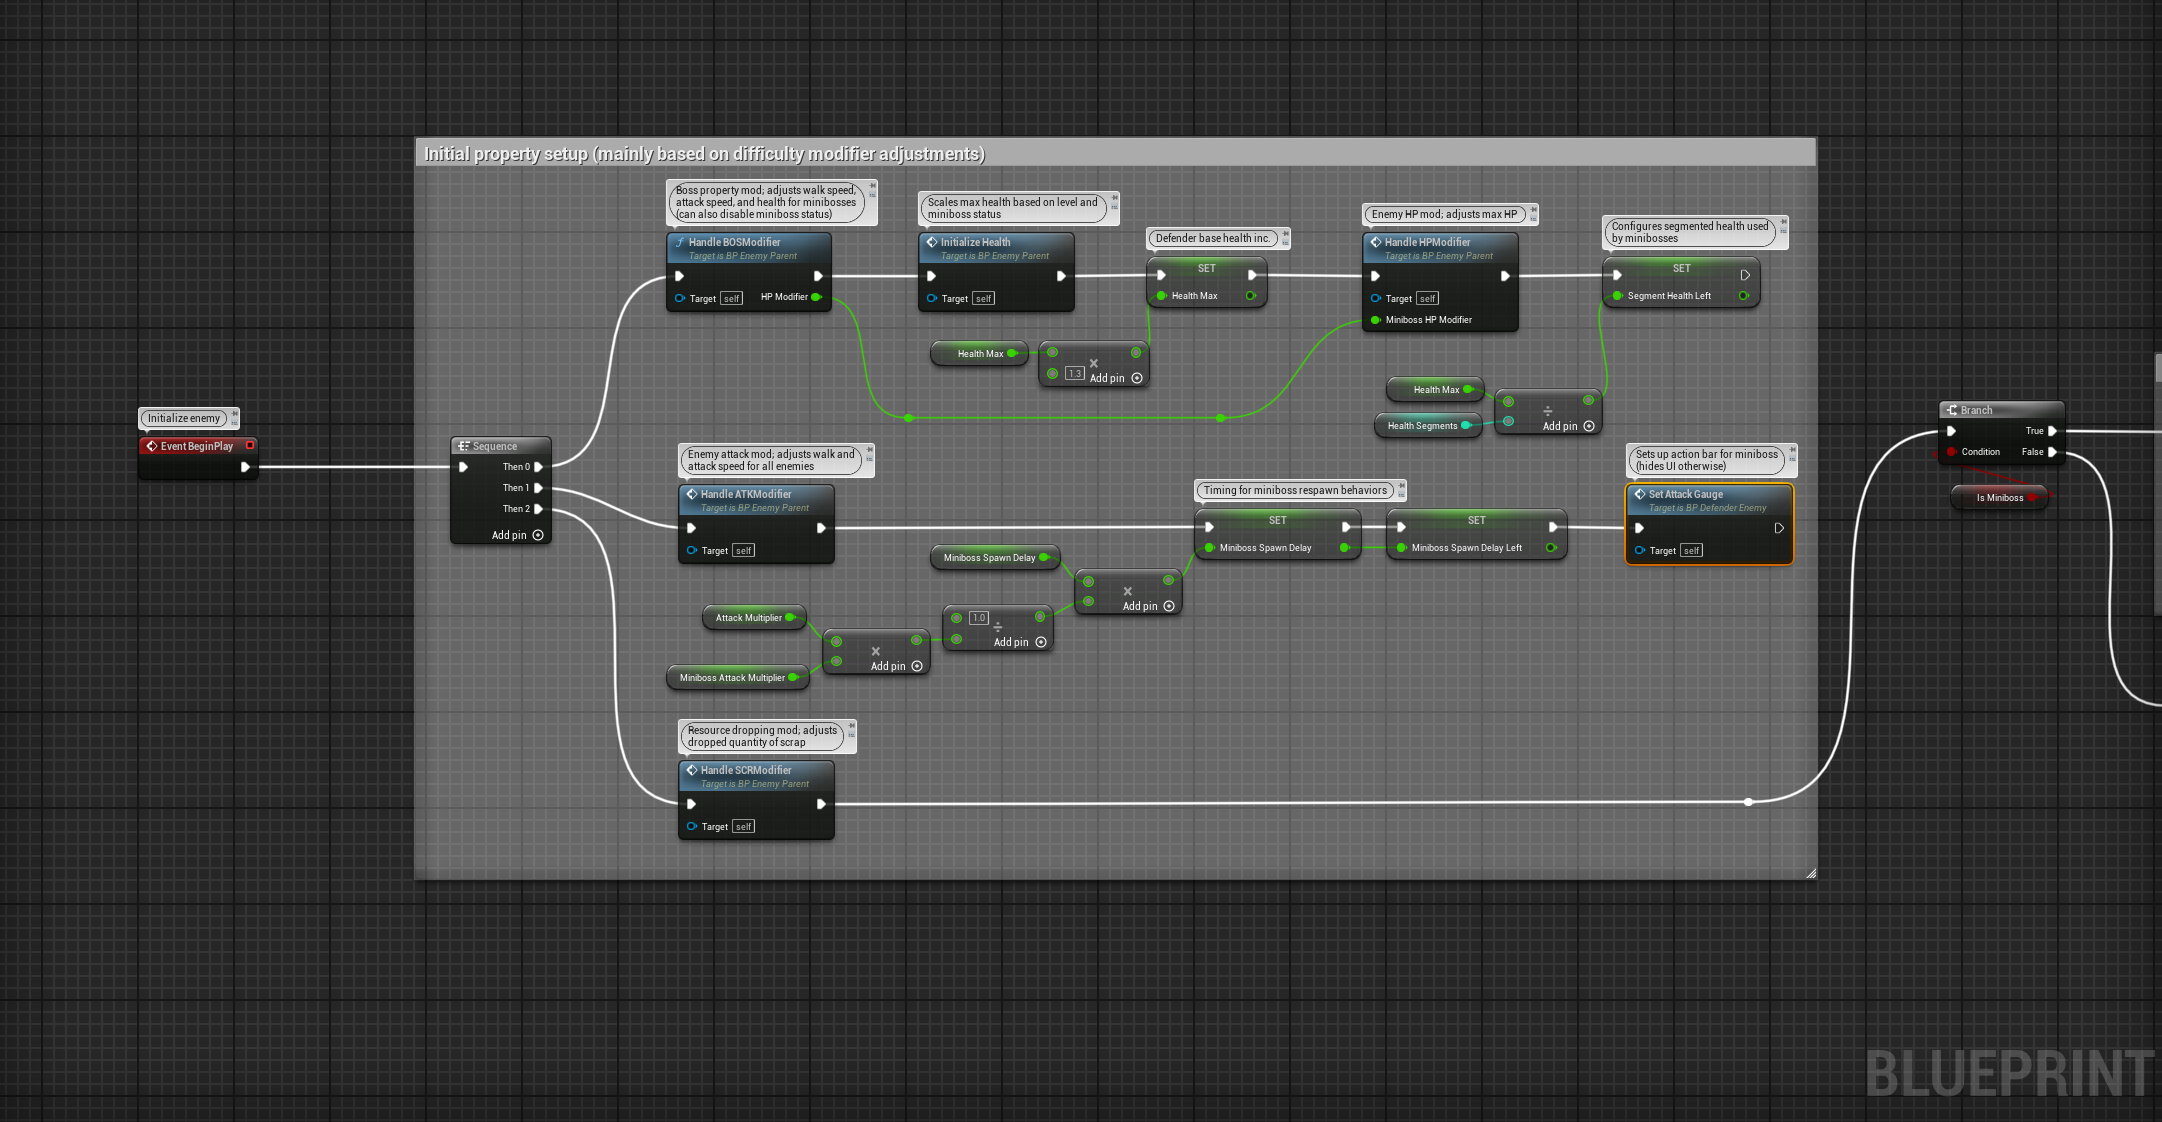 Initial property setup (mainly based on difficulty modifier adjustments)
Boss property mod; adjusts walk speed,
attack speed, and health for minibosses
(can also disable miniboss status)
Handle BOSModifier
Target is BP Enemy Parent
Target self
HP Modifier
Scales max health based on level and
miniboss status
Initialize Health
Target is BP Enemy Parent
Target self
Defender base health inc.
SET
Health Max
Health Max
1.3
×
Add pin
Enemy HP mod; adjusts max HP
Handle HPModifier
Target is BP Enemy Parent
Target self
Miniboss HP Modifier
Configures segmented health used
by minibosses
SET
Segment Health Left
Health Max
Health Segments
÷
Add pin
Initialize enemy
Event BeginPlay
Sequence
Then 0
Then 1
Then 2
Add pin
Enemy attack mod; adjusts walk and
attack speed for all enemies
Handle ATKModifier
Target is BP Enemy Parent
Target self
Timing for miniboss respawn behaviors
SET
Miniboss Spawn Delay
SET
Miniboss Spawn Delay Left
Miniboss Spawn Delay
×
Add pin
Attack Multiplier
Miniboss Attack Multiplier
×
Add pin
1.0
÷
Add pin
Sets up action bar for miniboss
(hides UI otherwise)
Set Attack Gauge
Target is BP Defender Enemy
Target self
Resource dropping mod; adjusts
dropped quantity of scrap
Handle SCRModifier
Target is BP Enemy Parent
Target self
Branch
True
Condition
False
Is Miniboss
BLUEPRINT